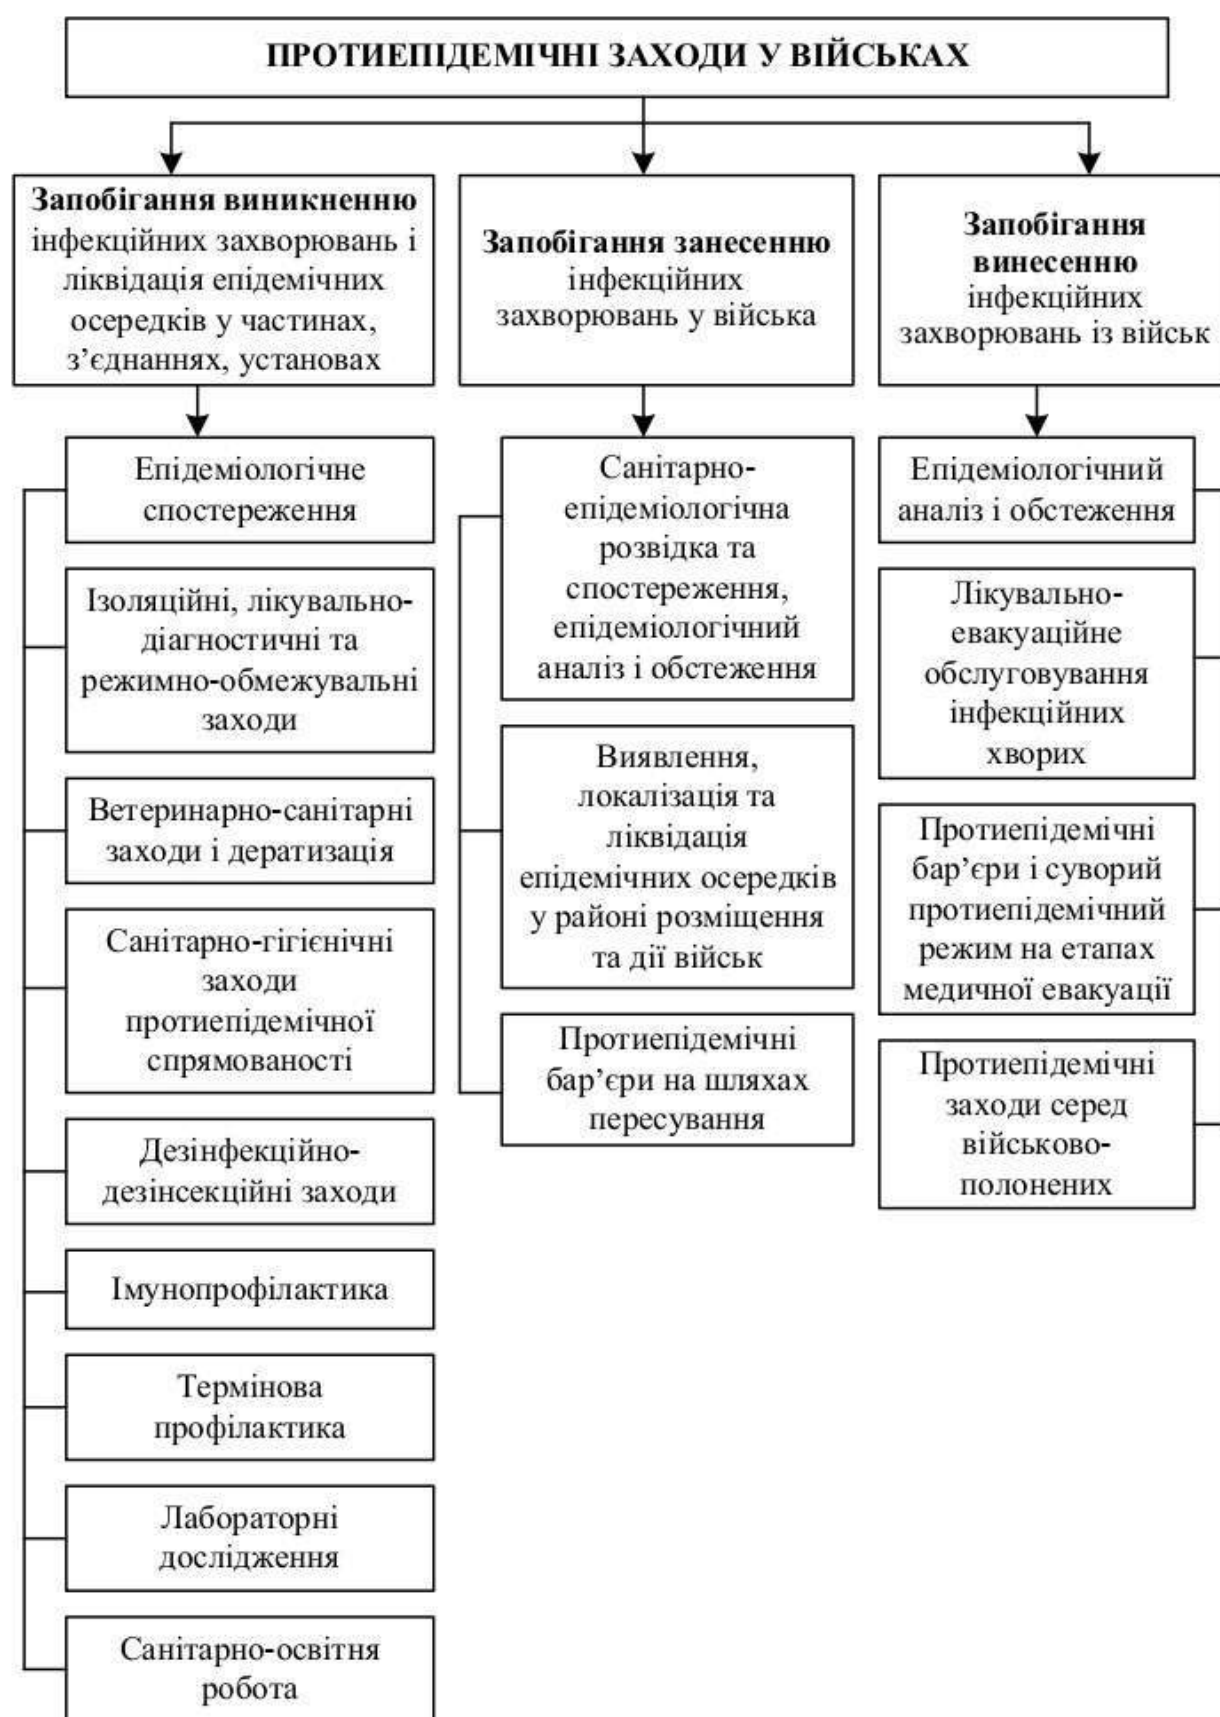 ПРОТИЕПІДЕМІЧНІ ЗАХОДИ У ВІЙСЬКАХ
Запобігання виникненню
інфекційних захворювань і
ліквідація епідемічних
осередків у частинах,
з’єднаннях, установах
Епідеміологічне
спостереження
Ізоляційні, лікувально-
діагностичні та
режимно-обмежувальні
заходи
Ветеринарно-санітарні
заходи і дератизація
Санітарно-гігієнічні
заходи
протиепідемічної
спрямованості
Дезінфекційно-
дезінсекційні заходи
Імунопрофілактика
Термінова
профілактика
Лабораторні
дослідження
Санітарно-освітня
робота
Запобігання занесенню
інфекційних
захворювань у війська
Санітарно-
епідеміологічна
розвідка та
спостереження,
епідеміологічний
аналіз і обстеження
Виявлення,
локалізація та
ліквідація
епідемічних осередків
у районі розміщення
та дії військ
Протиепідемічні
бар’єри на шляхах
пересування
Запобігання
винесенню
інфекційних
захворювань із військ
Епідеміологічний
аналіз і обстеження
Лікувально-
евакуаційне
обслуговування
інфекційних
хворих
Протиепідемічні
бар’єри і суворий
протиепідемічний
режим на етапах
медичної евакуації
Протиепідемічні
заходи серед
військово-
полонених